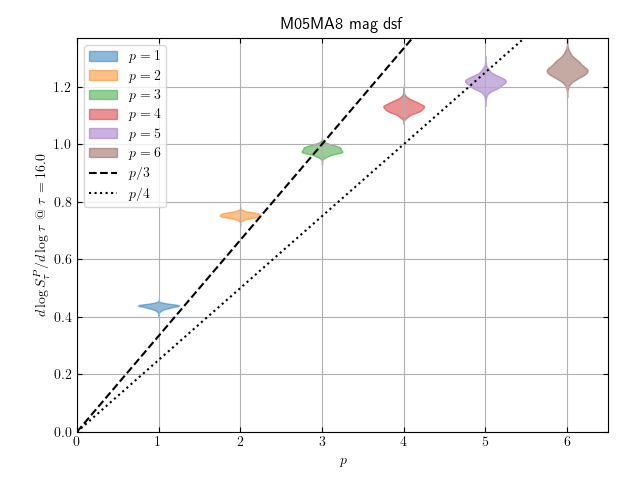 M05MA8 mag dsf
p = 1
p = 2
p = 3
p = 4
p = 5
p = 6
p/3
p/4
d log S_τ^P / d log τ @ τ = 16.0
1.2
1.0
0.8
0.6
0.4
0.2
0.0
0 1 2 3 4 5 6
p